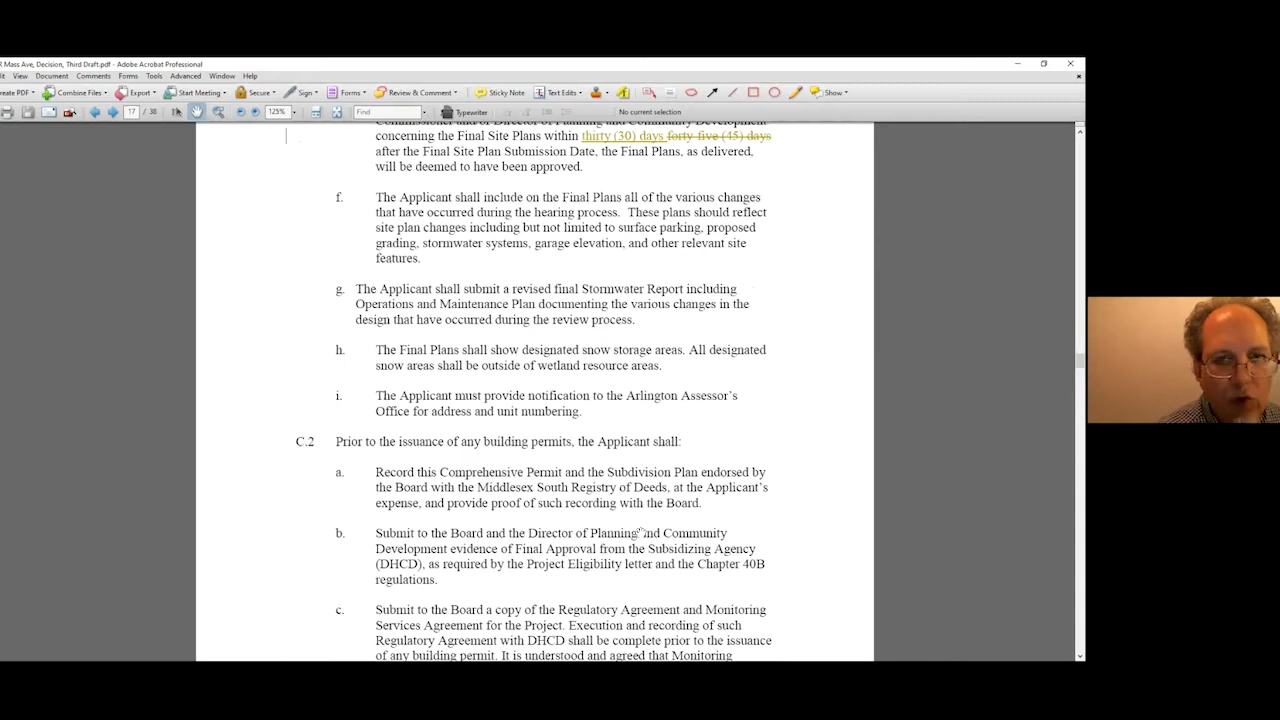 R Mass Ave, Decision, Third Draft.pdf - Adobe Acrobat Professional
View Document Comments Forms Tools Advanced Window Help
Combine Files Export Start Meeting Secure Sign Forms Review & Comment Sticky Note Text Edits Show
17 / 38 125% Find Typewriter No current selection
Commissioner and/or Director of Planning and Community Development
concerning the Final Site Plans within thirty (30) days forty five (45) days
after the Final Site Plan Submission Date, the Final Plans, as delivered,
will be deemed to have been approved.
f. The Applicant shall include on the Final Plans all of the various changes
that have occurred during the hearing process. These plans should reflect
site plan changes including but not limited to surface parking, proposed
grading, stormwater systems, garage elevation, and other relevant site
features.
g. The Applicant shall submit a revised final Stormwater Report including
Operations and Maintenance Plan documenting the various changes in the
design that have occurred during the review process.
h. The Final Plans shall show designated snow storage areas. All designated
snow areas shall be outside of wetland resource areas.
i. The Applicant must provide notification to the Arlington Assessor's
Office for address and unit numbering.
C.2 Prior to the issuance of any building permits, the Applicant shall:
a. Record this Comprehensive Permit and the Subdivision Plan endorsed by
the Board with the Middlesex South Registry of Deeds, at the Applicant's
expense, and provide proof of such recording with the Board.
b. Submit to the Board and the Director of Planning and Community
Development evidence of Final Approval from the Subsidizing Agency
(DHCD), as required by the Project Eligibility letter and the Chapter 40B
regulations.
c. Submit to the Board a copy of the Regulatory Agreement and Monitoring
Services Agreement for the Project. Execution and recording of such
Regulatory Agreement with DHCD shall be complete prior to the issuance
of any building permit. It is understood and agreed that Monitoring